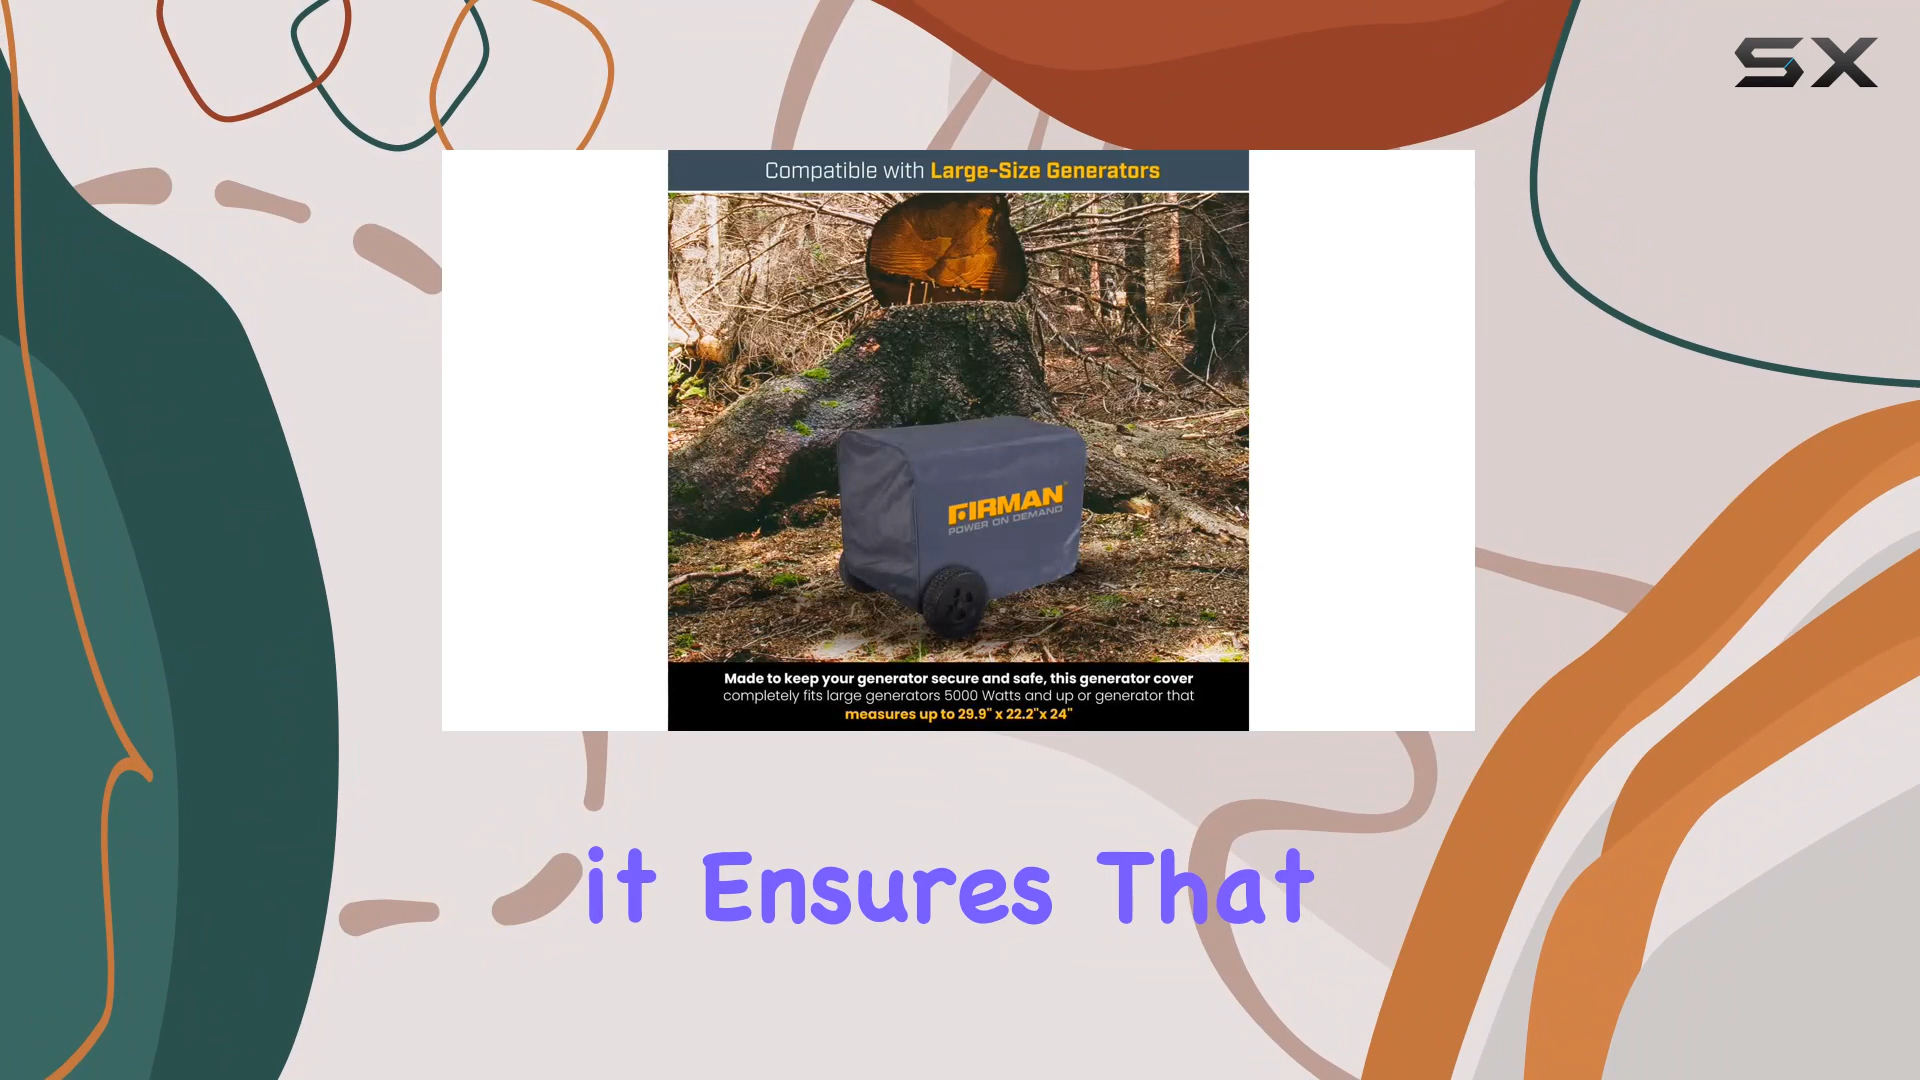 SX
Compatible with Large-Size Generators
FIRMAN
POWER ON DEMAND
Made to keep your generator secure and safe, this generator cover
completely fits large generators 5000 Watts and up or generator that
measures up to 29.9" x 22.2"x 24"
it Ensures That